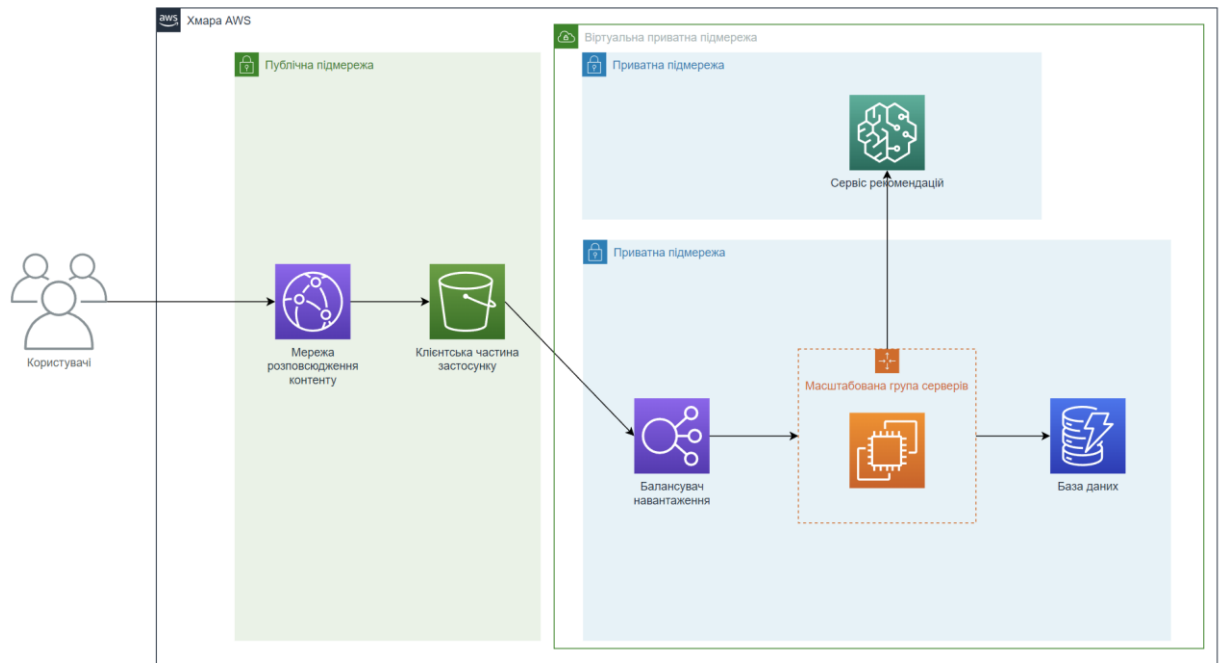 aws
Хмара AWS
Віртуальна приватна підмережа
Публічна підмережа
Приватна підмережа
Сервіс рекомендацій
Приватна підмережа
Користувачі
Мережа
розповсюдження
контенту
Клієнтська частина
застосунку
Масштабована група серверів
Балансувач
навантаження
База даних